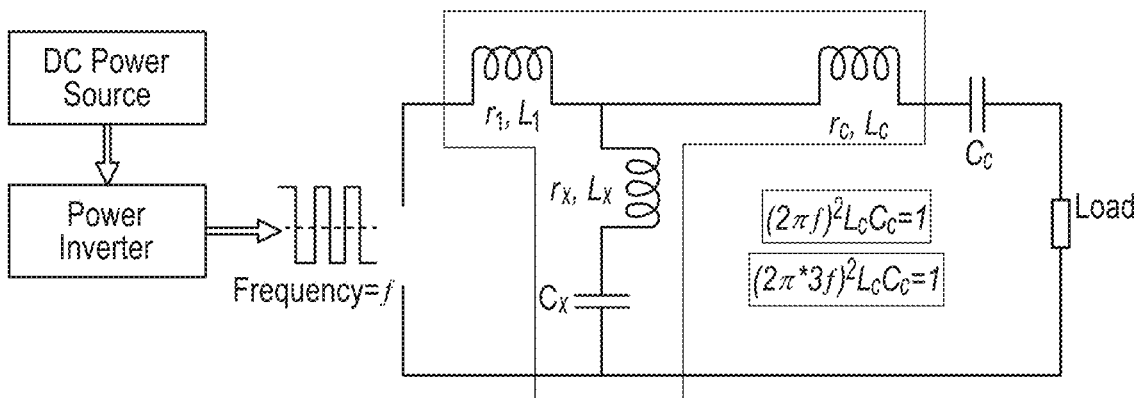 DC Power
Source
Power
Inverter
Frequency=f
r1, L1
rX, LX
CX
rC, LC
CC
(2πf)²LCCC=1
(2π*3f)²LCCC=1
Load